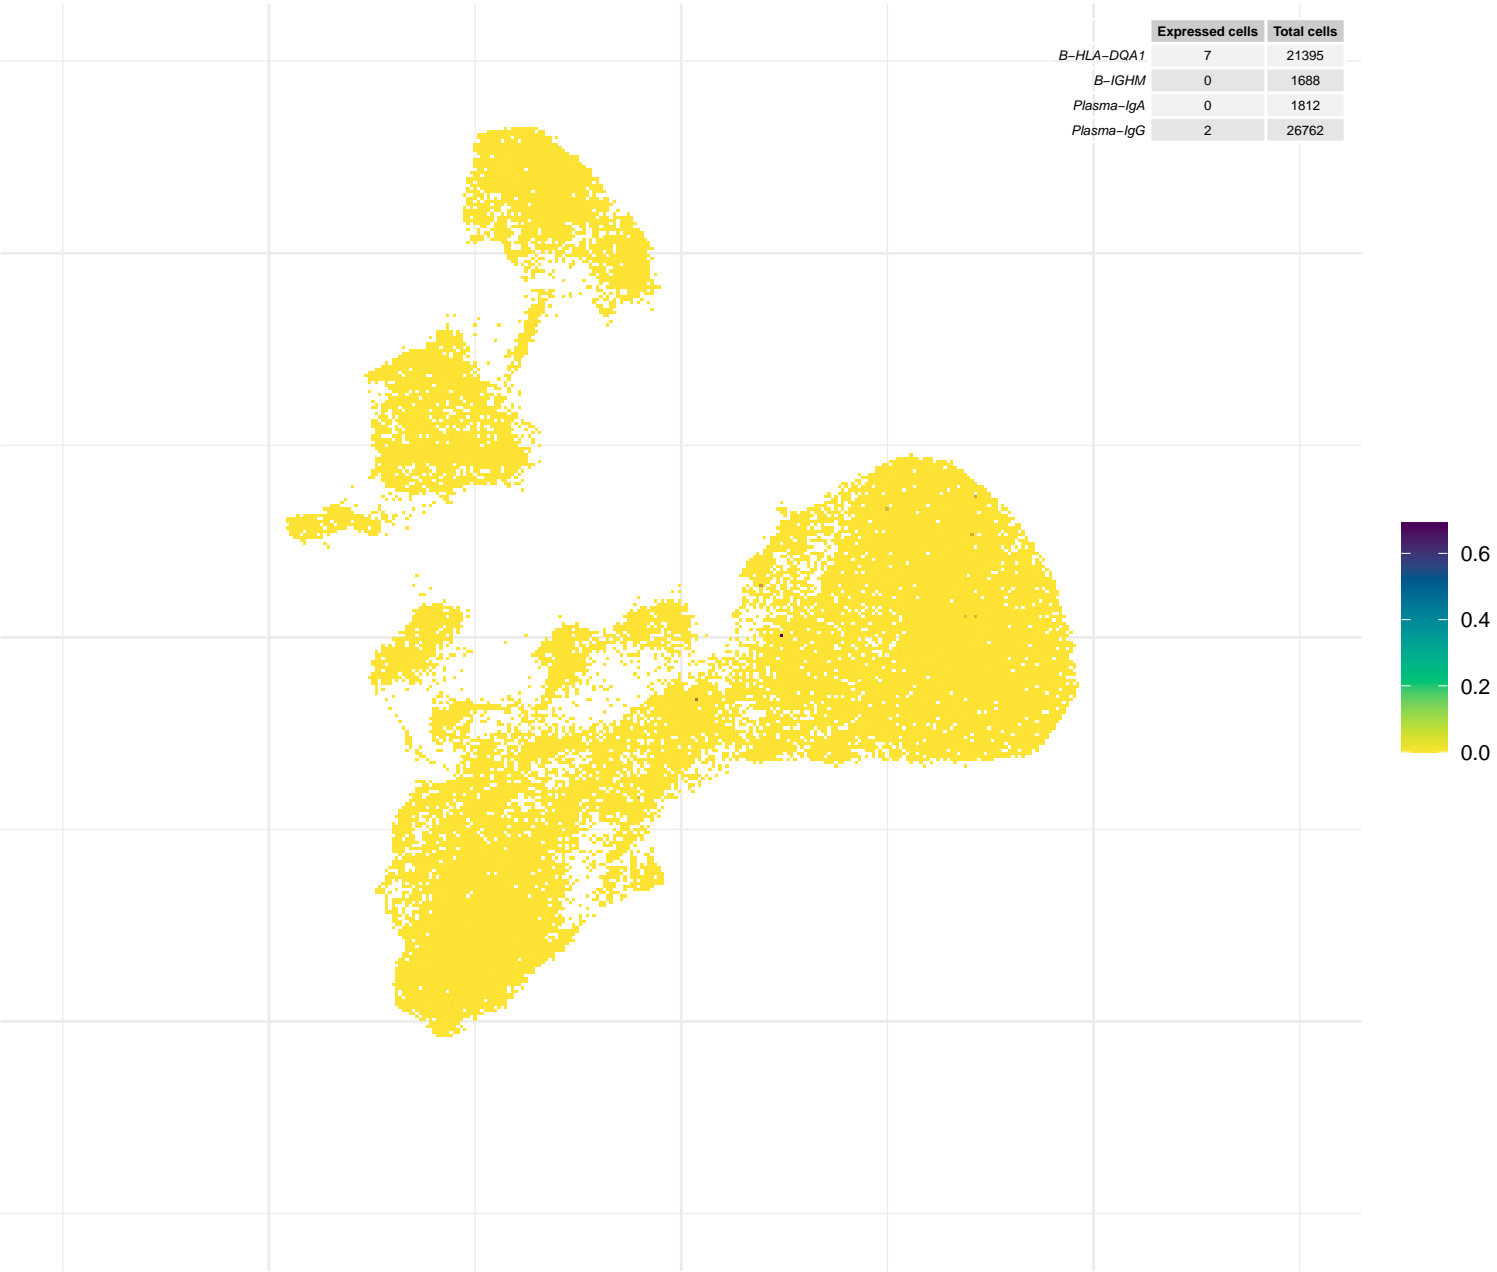 Expressed cells Total cells
B−HLA−DQA1 7 21395
B−IGHM 0 1688
Plasma−IgA 0 1812
Plasma−IgG 2 26762
0.6
0.4
0.2
0.0